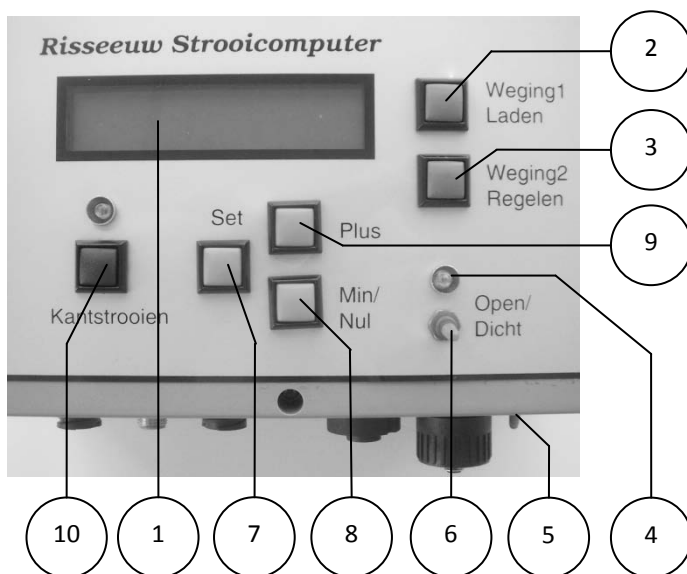 Risseeuw Strooicomputer
Weging1
Laden
Weging2
Regelen
Set
Plus
Min/
Nul
Kantstrooien
Open/
Dicht
2
3
9
10
1
7
8
6
5
4